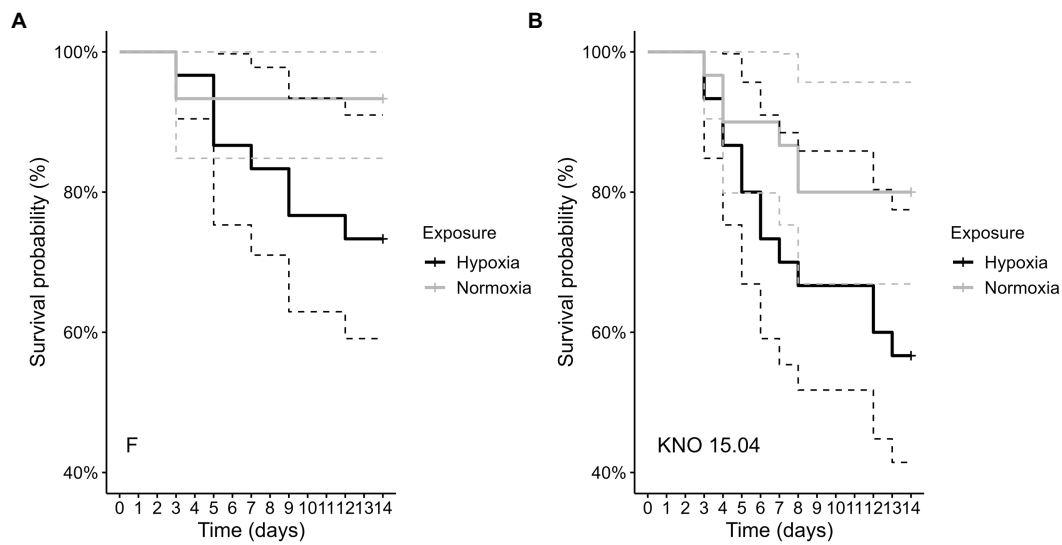 A
Survival probability (%)
100%
80%
60%
40%
F
0 1 2 3 4 5 6 7 8 9 10 11 12 13 14
Time (days)
Exposure
Hypoxia
Normoxia
B
Survival probability (%)
100%
80%
60%
40%
KNO 15.04
0 1 2 3 4 5 6 7 8 9 10 11 12 13 14
Time (days)
Exposure
Hypoxia
Normoxia